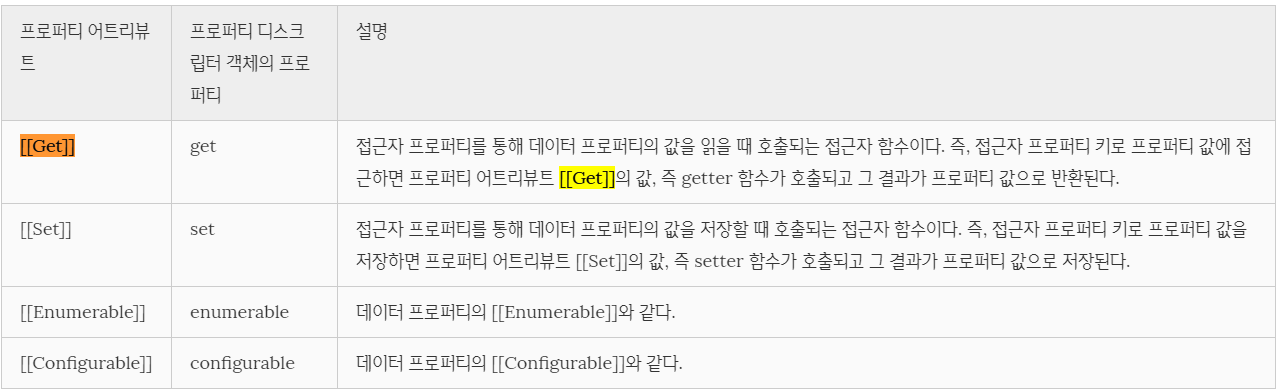 프로퍼티 어트리뷰
트
프로퍼티 디스크
립터 객체의 프로
퍼티
설명
[[Get]]
get
접근자 프로퍼티를 통해 데이터 프로퍼티의 값을 읽을 때 호출되는 접근자 함수이다. 즉, 접근자 프로퍼티 키로 프로퍼티 값에 접
근하면 프로퍼티 어트리뷰트 [[Get]]의 값, 즉 getter 함수가 호출되고 그 결과가 프로퍼티 값으로 반환된다.
[[Set]]
set
접근자 프로퍼티를 통해 데이터 프로퍼티의 값을 저장할 때 호출되는 접근자 함수이다. 즉, 접근자 프로퍼티 키로 프로퍼티 값을
저장하면 프로퍼티 어트리뷰트 [[Set]]의 값, 즉 setter 함수가 호출되고 그 결과가 프로퍼티 값으로 저장된다.
[[Enumerable]]
enumerable
데이터 프로퍼티의 [[Enumerable]]와 같다.
[[Configurable]]
configurable
데이터 프로퍼티의 [[Configurable]]와 같다.